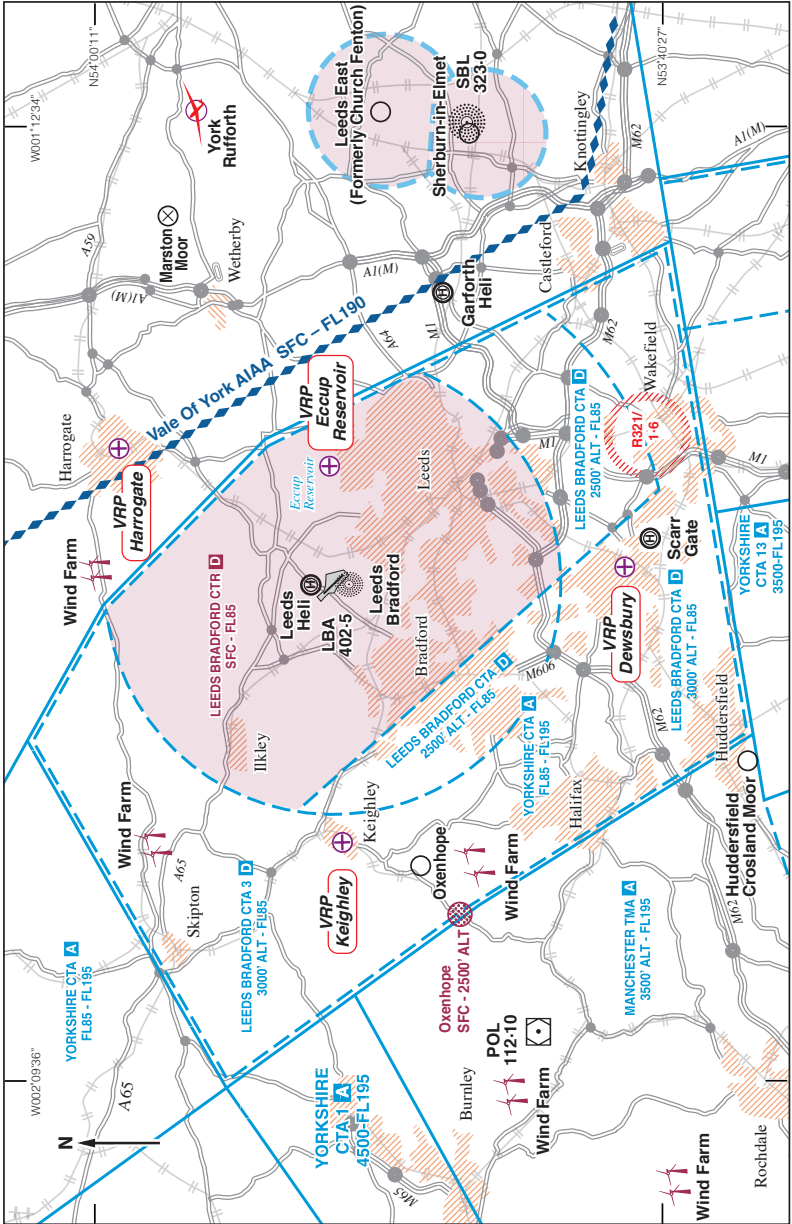 N
W002°09'36"
W001°12'34"
N54°00'11"
N53°40'27"
A65
YORKSHIRE CTA A
FL85 - FL195
Skipton
A65
Wind Farm
LEEDS BRADFORD CTA 3 D
3000' ALT - FL85
Wind Farm
VRP
Harrogate
Harrogate
A59
A1(M)
Marston
Moor
Wetherby
York
Rufforth
Vale Of York AIAA SFC – FL190
LEEDS BRADFORD CTR D
SFC - FL85
Ilkley
Leeds
Heli
LBA
402·5
Leeds
Bradford
Eccup
Reservoir
VRP
Eccup
Reservoir
A64
A1(M)
Leeds East
(Formerly Church Fenton)
VRP
Keighley
Keighley
Bradford
Leeds
M1
Garforth
Heli
Sherburn-in-Elmet
SBL
323·0
YORKSHIRE
CTA 1 A
4500-FL195
M65
Burnley
Oxenhope
SFC - 2500' ALT
Oxenhope
Wind Farm
LEEDS BRADFORD CTA D
2500' ALT - FL85
YORKSHIRE CTA A
FL85 - FL195
M606
POL
112·10
Wind Farm
Halifax
VRP
Dewsbury
Scarr
Gate
LEEDS BRADFORD CTA D
2500' ALT - FL85
M62
Castleford
Knottingley
M62
A1(M)
MANCHESTER TMA A
3500' ALT - FL195
M62
LEEDS BRADFORD CTA D
3000' ALT - FL85
R321/
1·6
M1
Wakefield
M1
Wind Farm
Rochdale
M62
Huddersfield
Crosland Moor
Huddersfield
YORKSHIRE
CTA 13 A
3500-FL195